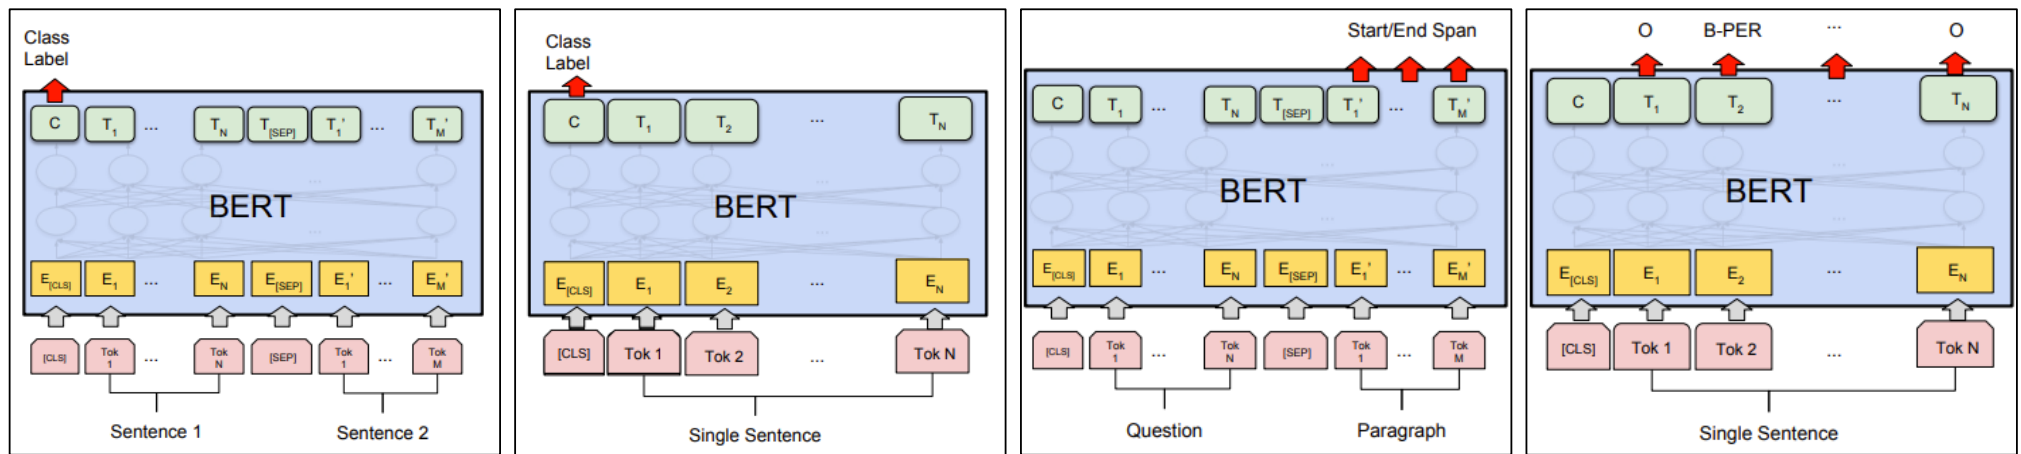 Class
Label
C T1 ... TN T[SEP] T1' ... TM'
...
BERT
...
E[CLS] E1 ... EN E[SEP] E1' ... EM'
[CLS] Tok 1 ... Tok N [SEP] Tok 1 ... Tok M
Sentence 1 Sentence 2
Class
Label
C T1 T2 ... TN
...
BERT
...
E[CLS] E1 E2 ... EN
[CLS] Tok 1 Tok 2 ... Tok N
Single Sentence
Start/End Span
C T1 ... TN T[SEP] T1' ... TM'
...
BERT
...
E[CLS] E1 ... EN E[SEP] E1' ... EM'
[CLS] Tok 1 ... Tok N [SEP] Tok 1 ... Tok M
Question Paragraph
O B-PER ... O
C T1 T2 ... TN
...
BERT
...
E[CLS] E1 E2 ... EN
[CLS] Tok 1 Tok 2 ... Tok N
Single Sentence